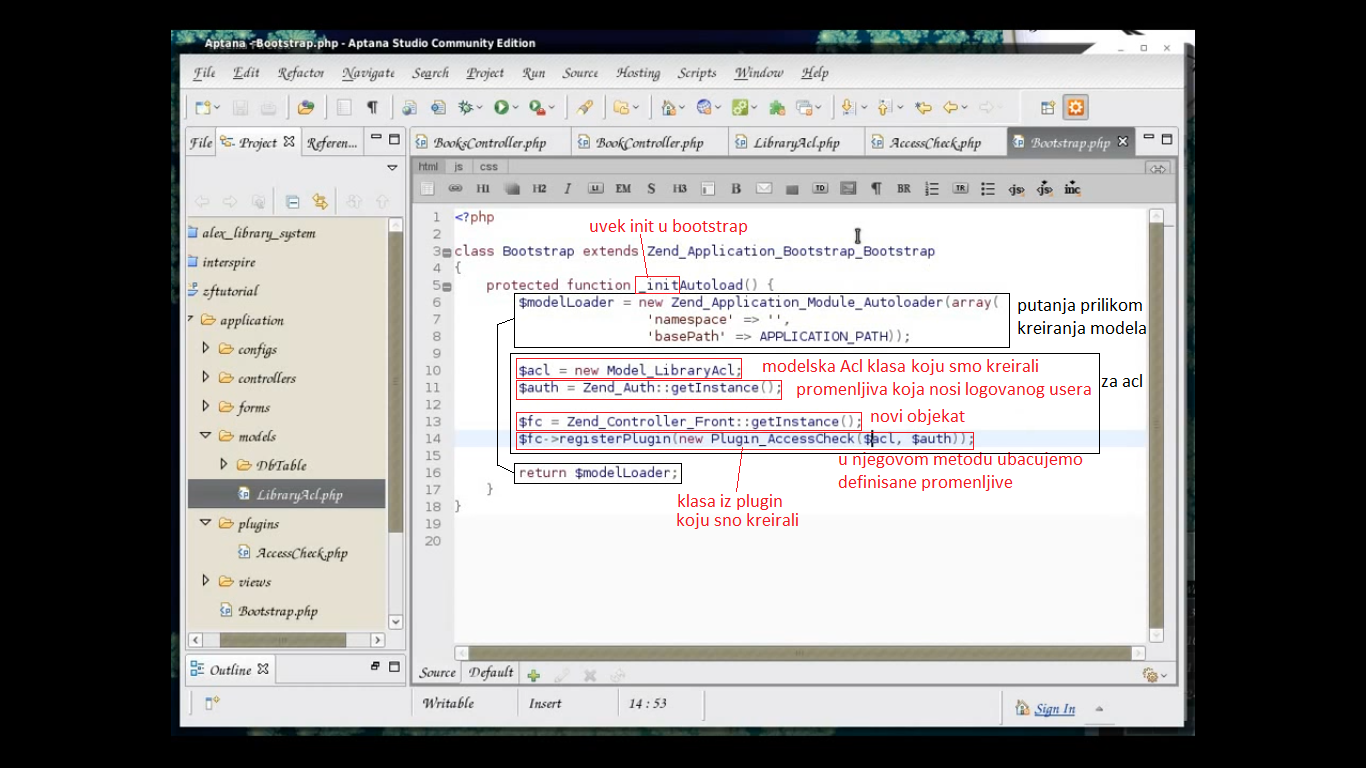 Aptana - Bootstrap.php - Aptana Studio Community Edition
File Edit Refactor Navigate Search Project Run Source Hosting Scripts Window Help
File Project Referen...
BooksController.php BookController.php LibraryAcl.php AccessCheck.php Bootstrap.php
html js css
H1 H2 I LI EM S H3 B TD ¶ BR TR js js inc
alex_library_system
interspire
zftutorial
application
configs
controllers
forms
models
DbTable
LibraryAcl.php
plugins
AccessCheck.php
views
Bootstrap.php
Outline
1 <?php
2
uvek init u bootstrap
3 class Bootstrap extends Zend_Application_Bootstrap_Bootstrap
4 {
5 protected function _initAutoload() {
6 $modelLoader = new Zend_Application_Module_Autoloader(array(
7 'namespace' => '',
8 'basePath' => APPLICATION_PATH));
putanja prilikom
kreiranja modela
9
10 $acl = new Model_LibraryAcl;
modelska Acl klasa koju smo kreirali
11 $auth = Zend_Auth::getInstance();
promenljiva koja nosi logovanog usera
za acl
12
13 $fc = Zend_Controller_Front::getInstance();
novi objekat
14 $fc->registerPlugin(new Plugin_AccessCheck($acl, $auth));
15
u njegovom metodu ubacujemo
definisane promenljive
16 return $modelLoader;
17 }
klasa iz plugin
koju sno kreirali
18 }
19
20
Source Default
Writable Insert 14 : 53
Sign In